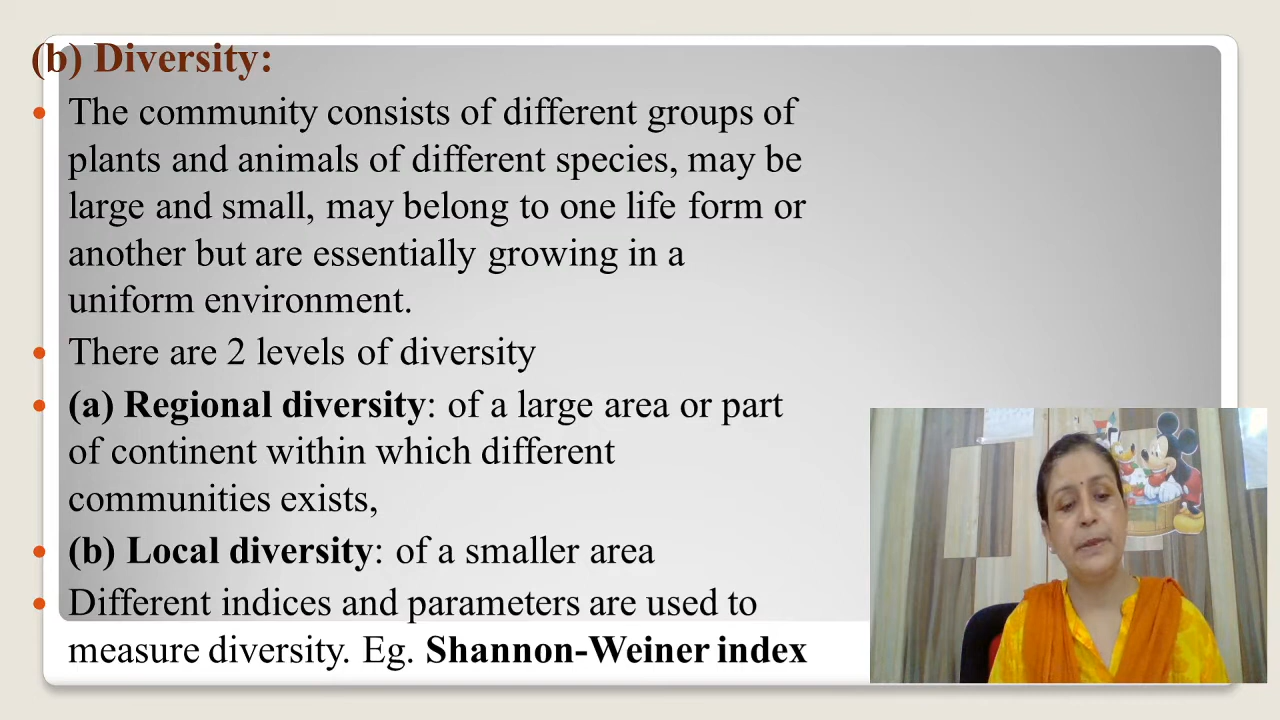 (b) Diversity:
• The community consists of different groups of
plants and animals of different species, may be
large and small, may belong to one life form or
another but are essentially growing in a
uniform environment.
• There are 2 levels of diversity
• (a) Regional diversity: of a large area or part
of continent within which different
communities exists,
• (b) Local diversity: of a smaller area
• Different indices and parameters are used to
measure diversity. Eg. Shannon-Weiner index